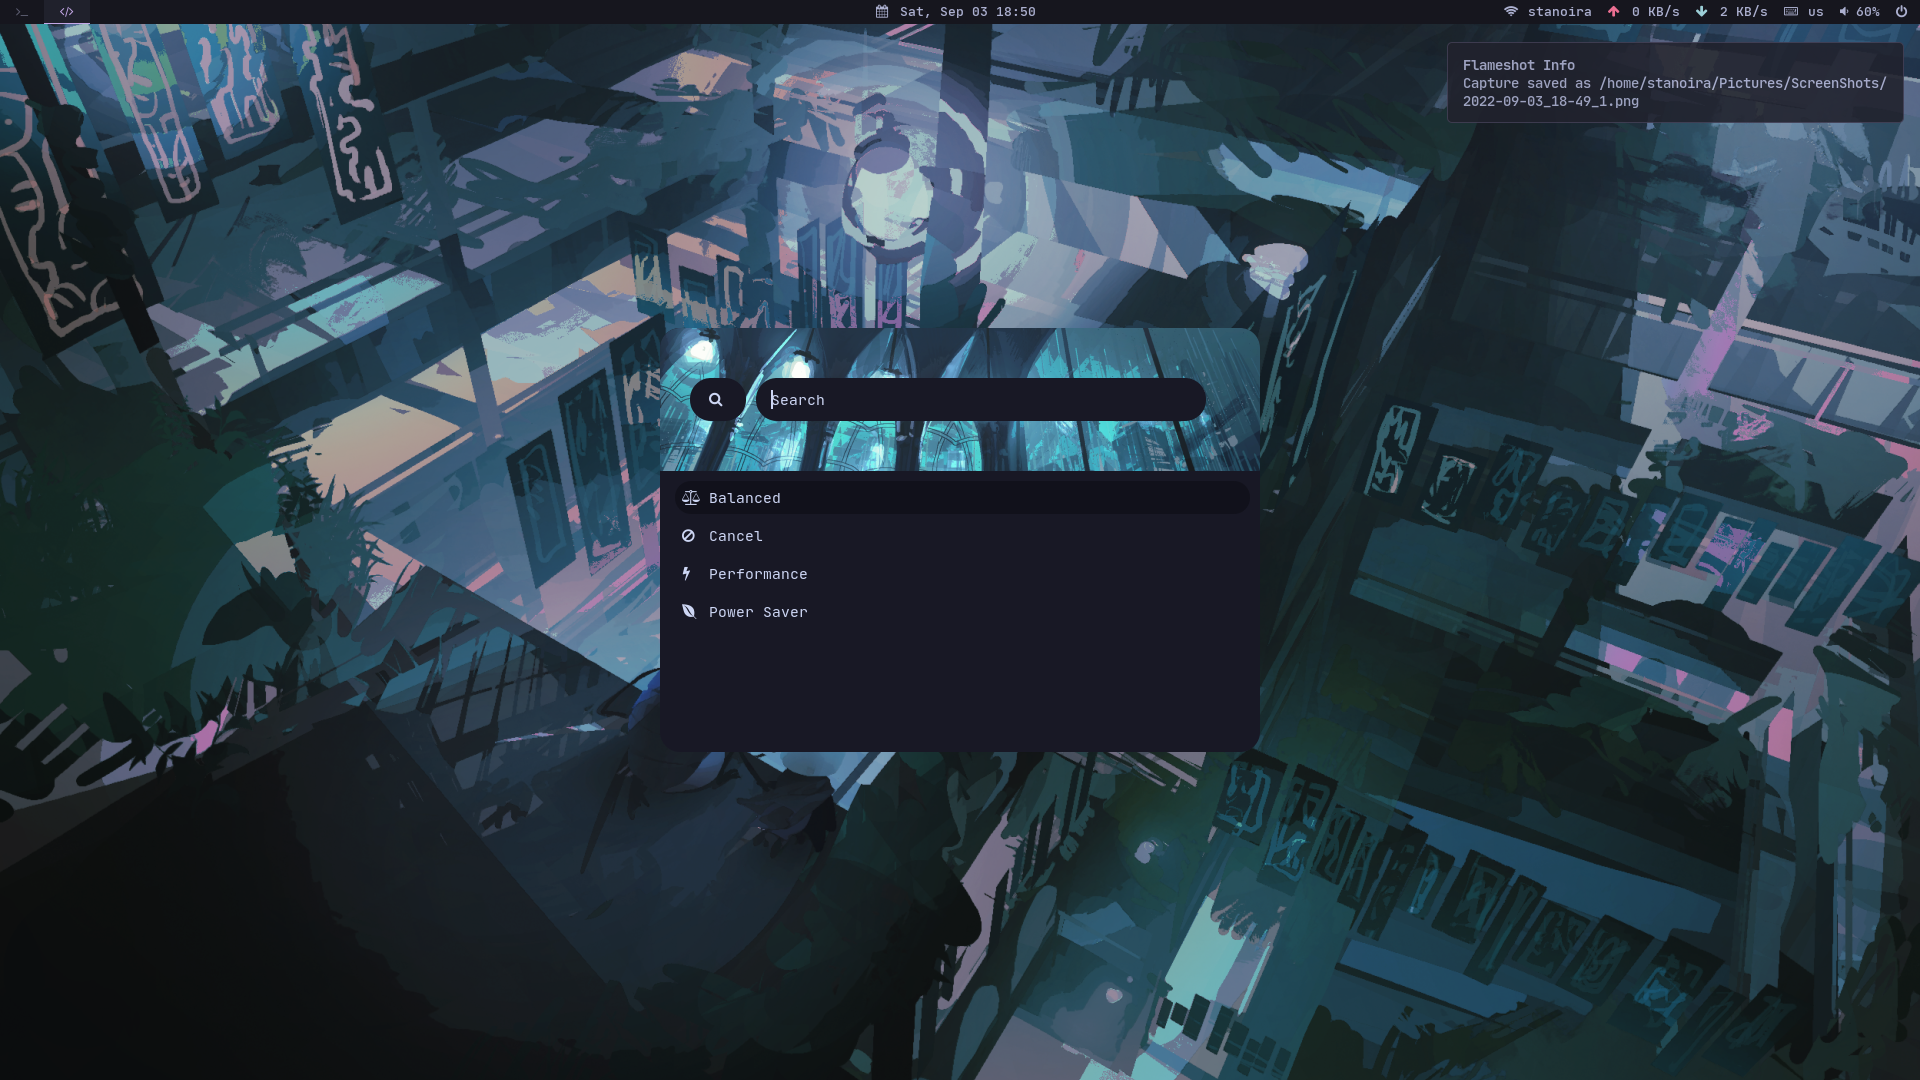 Sat, Sep 03 18:50
stanoira 0 KB/s 2 KB/s us 60%
Flameshot Info
Capture saved as /home/stanoira/Pictures/ScreenShots/
2022-09-03_18-49_1.png
Search
Balanced
Cancel
Performance
Power Saver